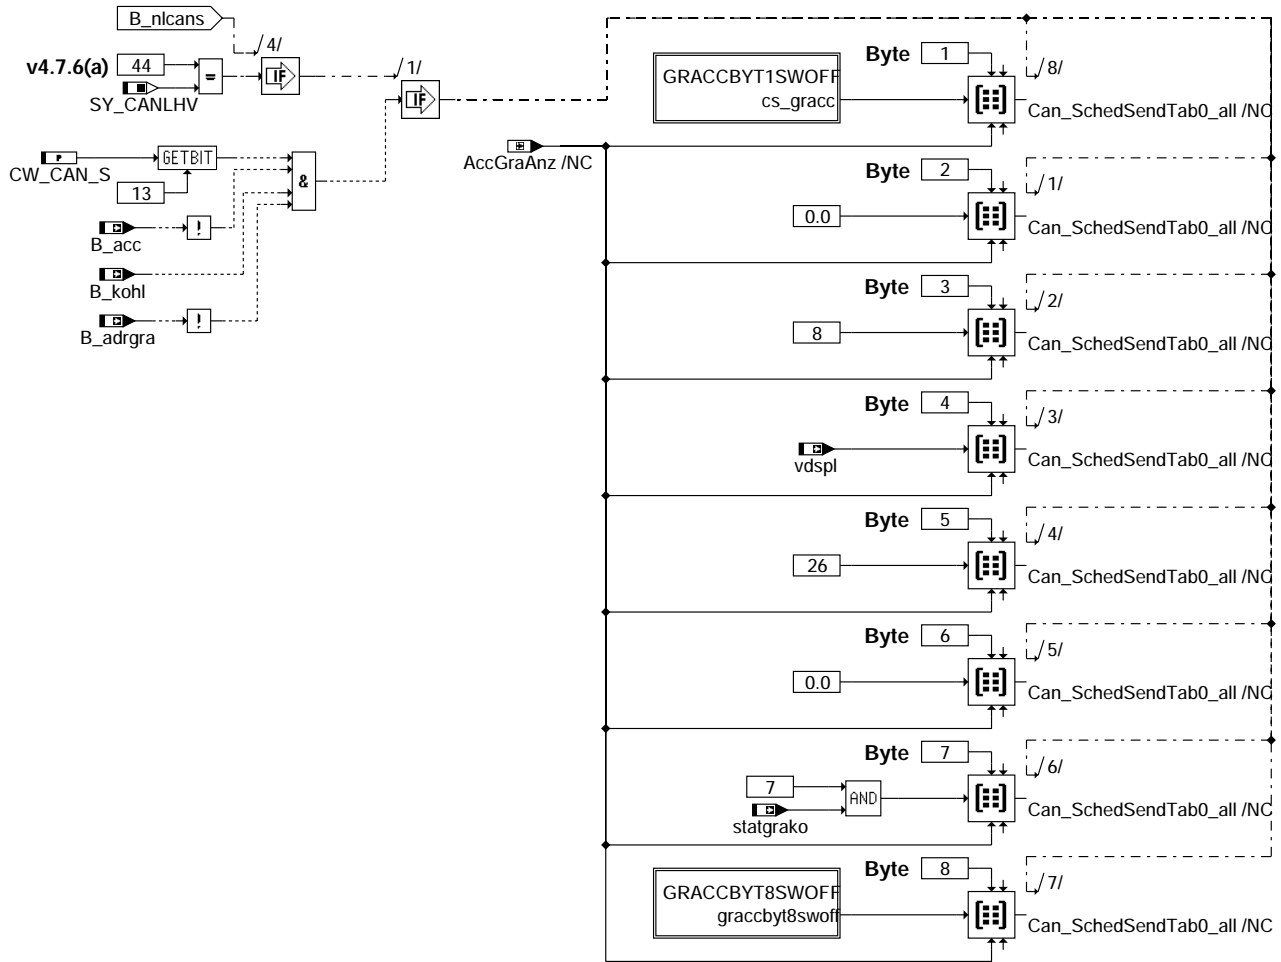 B_nlcans
/4/
v4.7.6(a)
44
=
IF
SY_CANLHV
/1/
IF
CW_CAN_S
P
GETBIT
13
&
B_acc
!
B_kohl
B_adrgra
!
AccGraAnz /NC
GRACCBYT1SWOFF
cs_gracc
Byte 1
/8/
Can_SchedSendTab0_all /NC
Byte 2
/1/
0.0
Can_SchedSendTab0_all /NC
Byte 3
/2/
8
Can_SchedSendTab0_all /NC
Byte 4
/3/
vdspl
Can_SchedSendTab0_all /NC
Byte 5
/4/
26
Can_SchedSendTab0_all /NC
Byte 6
/5/
0.0
Can_SchedSendTab0_all /NC
Byte 7
/6/
7
AND
statgrako
Can_SchedSendTab0_all /NC
Byte 8
/7/
GRACCBYT8SWOFF
graccbyt8swoff
Can_SchedSendTab0_all /NC